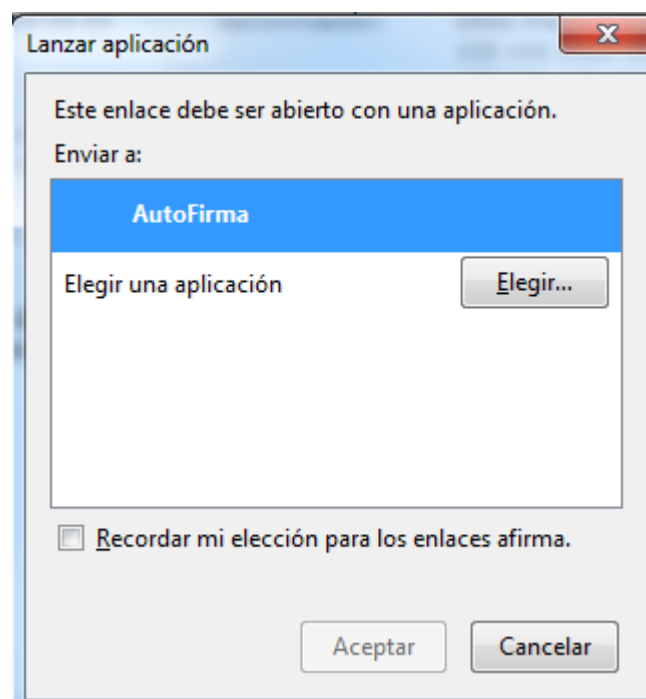 Lanzar aplicación
Este enlace debe ser abierto con una aplicación.
Enviar a:
AutoFirma
Elegir una aplicación
Elegir...
Recordar mi elección para los enlaces afirma.
Aceptar
Cancelar